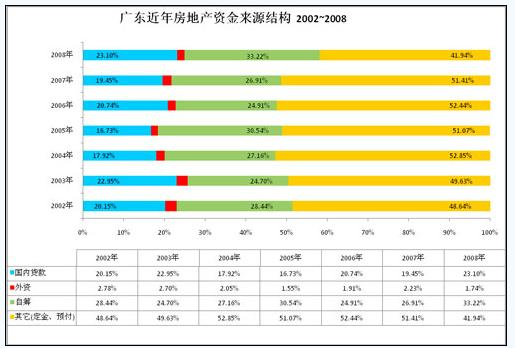 广东近年房地产资金来源结构 2002~2008
2008年 23.10% 33.22% 41.94%
2007年 19.45% 26.91% 51.41%
2006年 20.74% 24.91% 52.44%
2005年 16.73% 30.54% 51.07%
2004年 17.92% 27.16% 52.85%
2003年 22.95% 24.70% 49.63%
2002年 20.15% 28.44% 48.64%
0% 10% 20% 30% 40% 50% 60% 70% 80% 90% 100%
2002年 2003年 2004年 2005年 2006年 2007年 2008年
国内贷款 20.15% 22.95% 17.92% 16.73% 20.74% 19.45% 23.10%
外资 2.78% 2.70% 2.05% 1.55% 1.91% 2.23% 1.74%
自筹 28.44% 24.70% 27.16% 30.54% 24.91% 26.91% 33.22%
其它(定金、预付) 48.64% 49.63% 52.85% 51.07% 52.44% 51.41% 41.94%